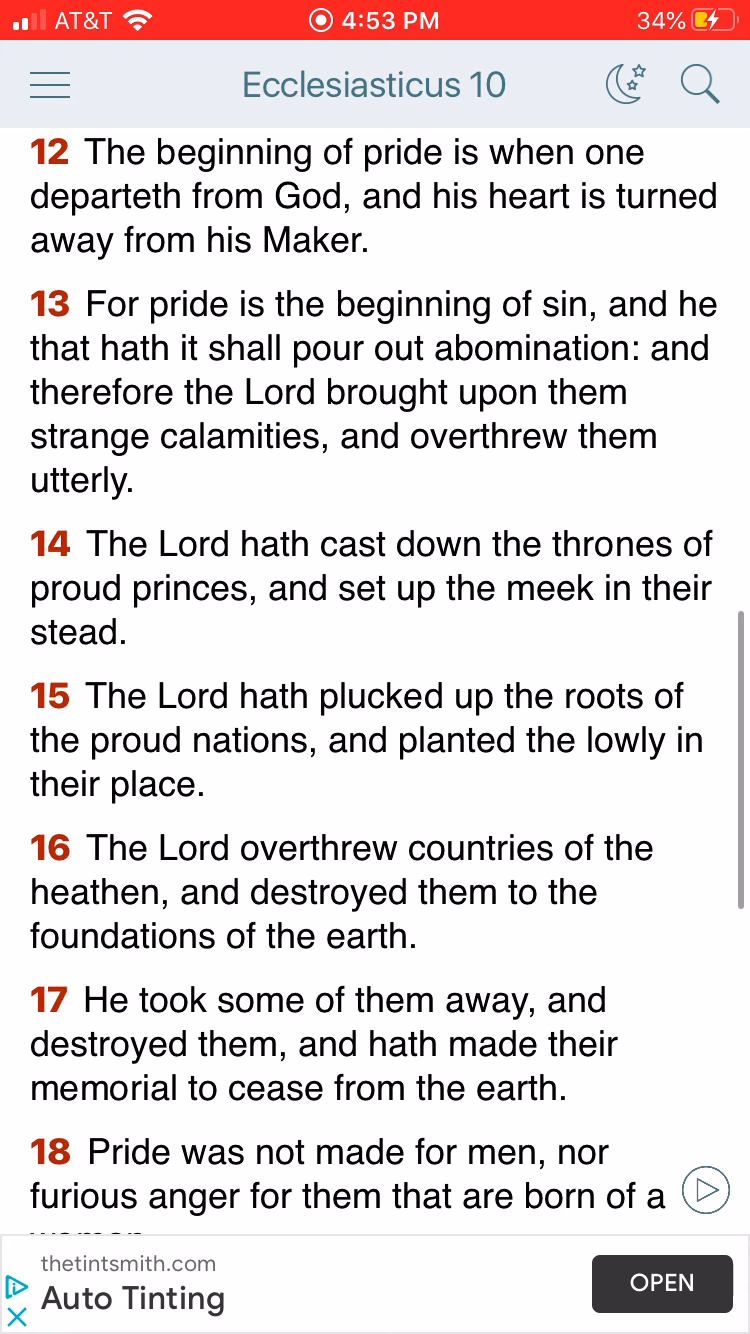 AT&T 4:53 PM 34%
Ecclesiasticus 10
12 The beginning of pride is when one
departeth from God, and his heart is turned
away from his Maker.
13 For pride is the beginning of sin, and he
that hath it shall pour out abomination: and
therefore the Lord brought upon them
strange calamities, and overthrew them
utterly.
14 The Lord hath cast down the thrones of
proud princes, and set up the meek in their
stead.
15 The Lord hath plucked up the roots of
the proud nations, and planted the lowly in
their place.
16 The Lord overthrew countries of the
heathen, and destroyed them to the
foundations of the earth.
17 He took some of them away, and
destroyed them, and hath made their
memorial to cease from the earth.
18 Pride was not made for men, nor
furious anger for them that are born of a
thetintsmith.com
Auto Tinting
OPEN